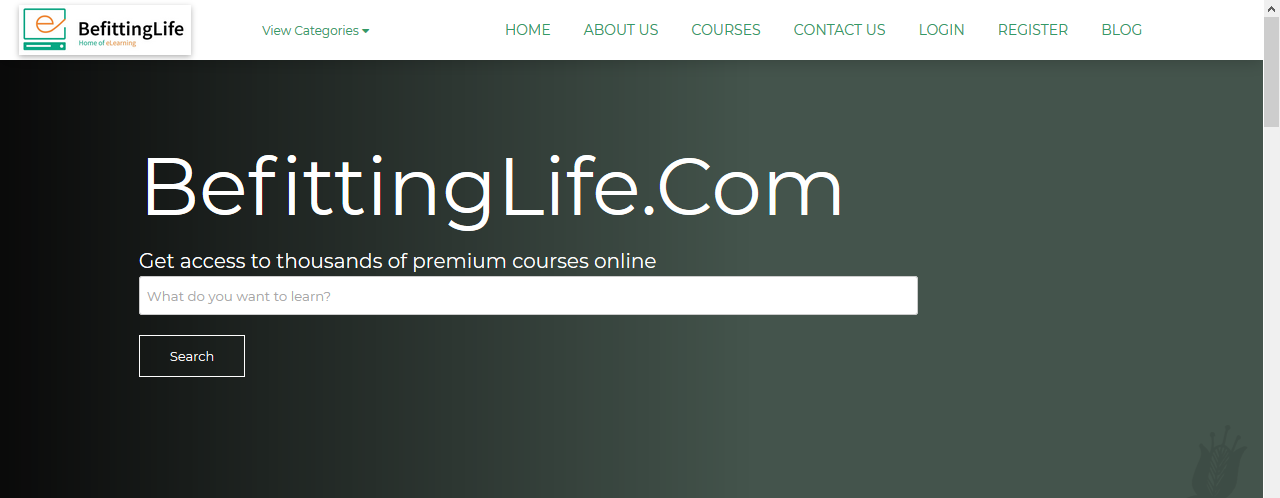 BefittingLife
Home of eLearning
View Categories
HOME ABOUT US COURSES CONTACT US LOGIN REGISTER BLOG
BefittingLife.Com
Get access to thousands of premium courses online
What do you want to learn?
Search